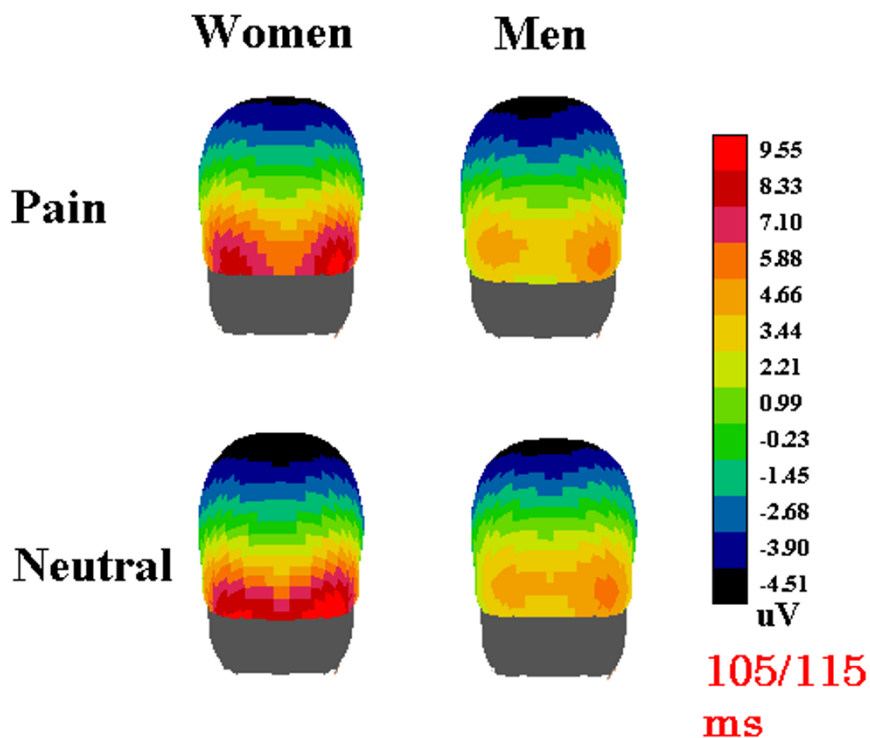 Women Men
Pain
Neutral
9.55
8.33
7.10
5.88
4.66
3.44
2.21
0.99
-0.23
-1.45
-2.68
-3.90
-4.51
uV
105/115
ms